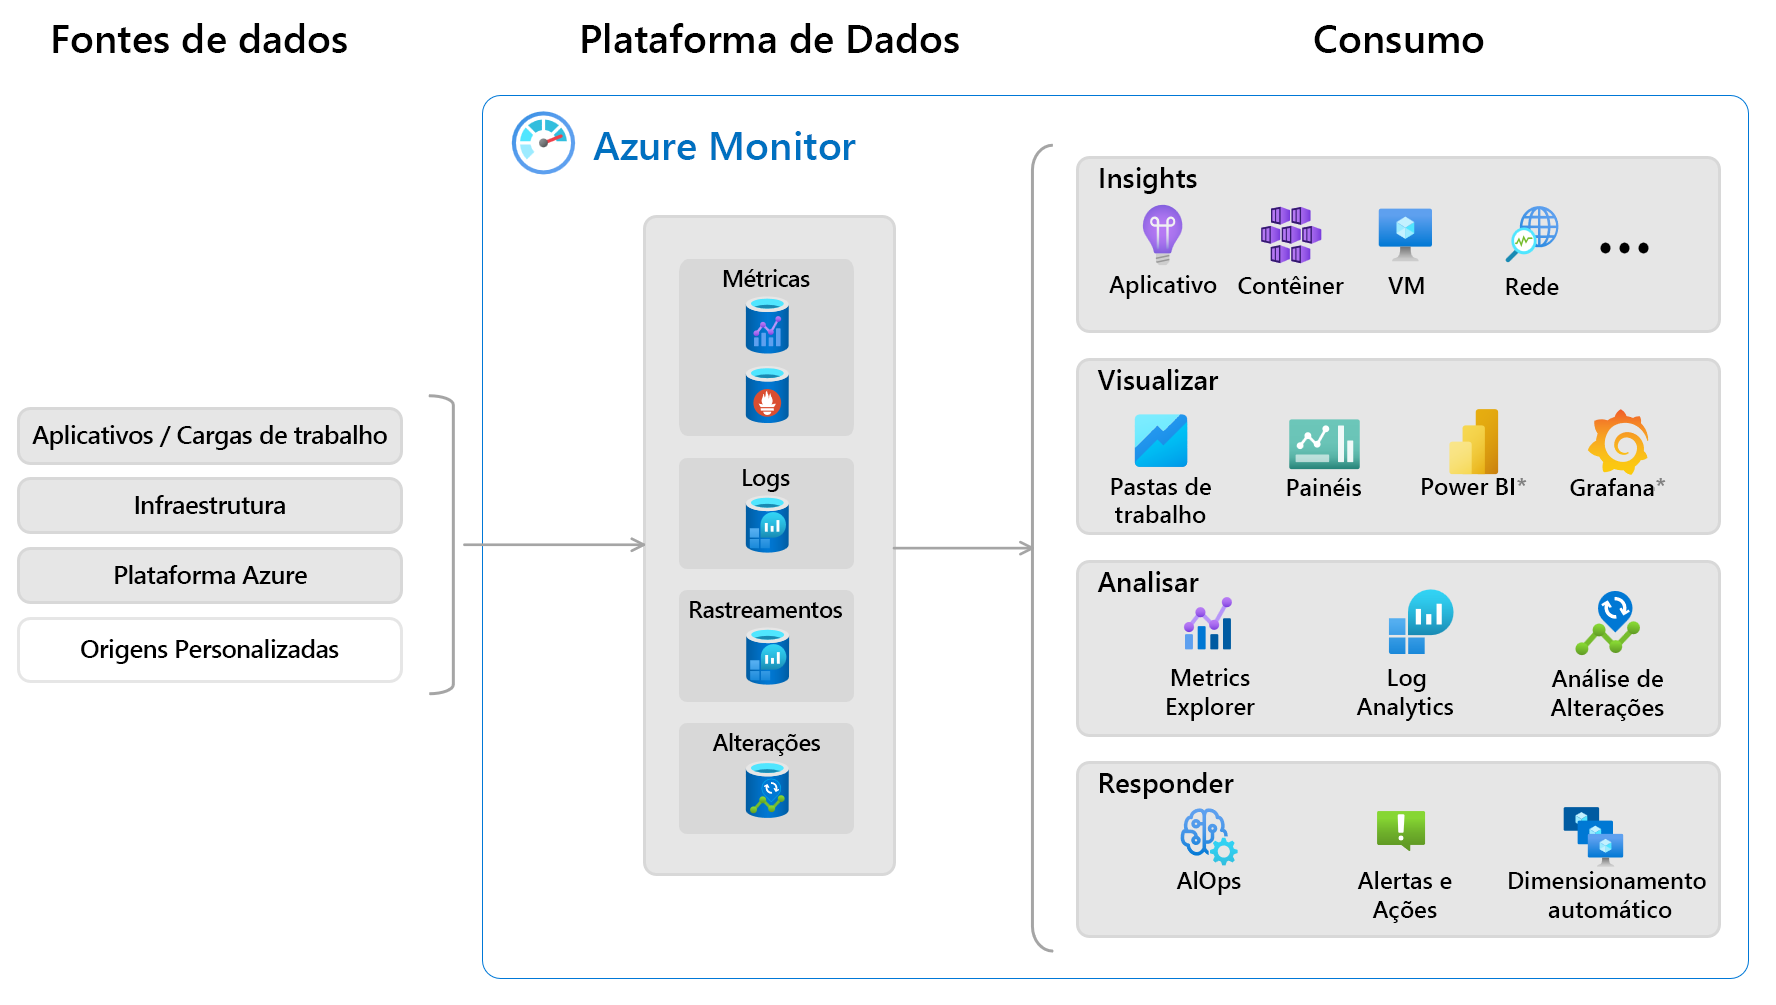 Fontes de dados
Plataforma de Dados
Consumo
Azure Monitor
Aplicativos / Cargas de trabalho
Infraestrutura
Plataforma Azure
Origens Personalizadas
Métricas
Logs
Rastreamentos
Alterações
Insights
Aplicativo
Contêiner
VM
Rede
...
Visualizar
Pastas de
trabalho
Painéis
Power BI*
Grafana*
Analisar
Metrics
Explorer
Log
Analytics
Análise de
Alterações
Responder
AIOps
Alertas e
Ações
Dimensionamento
automático